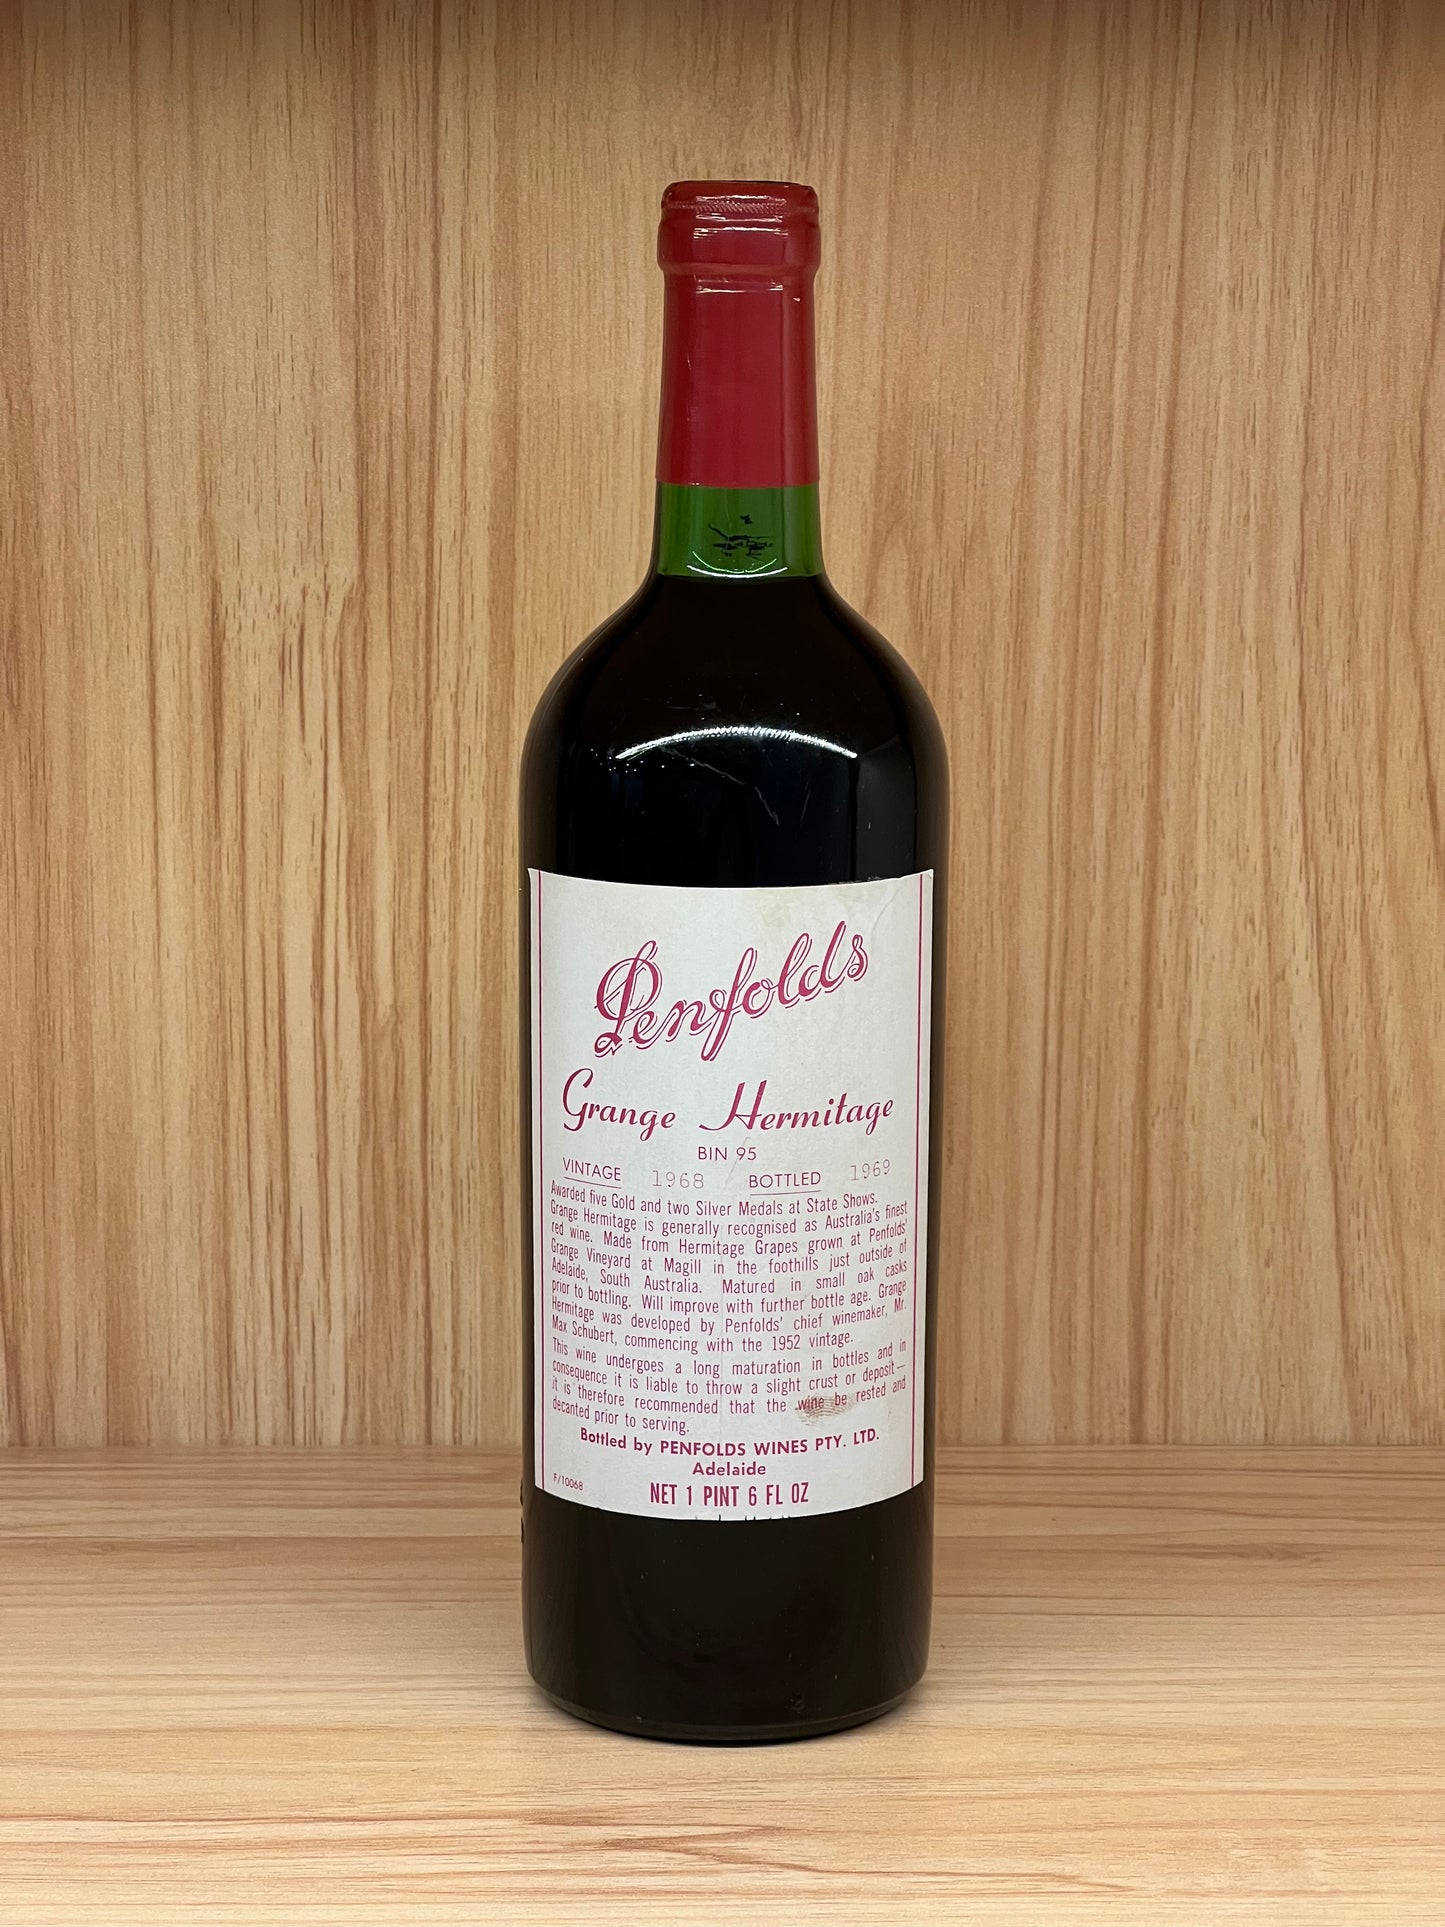 Penfolds
Grange Hermitage
BIN 95
VINTAGE 1968 BOTTLED 1969
Awarded five Gold and two Silver Medals at State Shows.
Grange Hermitage is generally recognised as Australia's finest
red wine. Made from Hermitage Grapes grown at Penfolds'
Grange Vineyard at Magill in the foothills just outside of
Adelaide, South Australia. Matured in small oak casks
prior to bottling. Will improve with further bottle age. Grange
Hermitage was developed by Penfolds' chief winemaker, Mr.
Max Schubert, commencing with the 1952 vintage.
This wine undergoes a long maturation in bottles and in
consequence it is liable to throw a slight crust or deposit—
it is therefore recommended that the wine be rested and
decanted prior to serving.
Bottled by PENFOLDS WINES PTY. LTD.
Adelaide
F/10068
NET 1 PINT 6 FL OZ